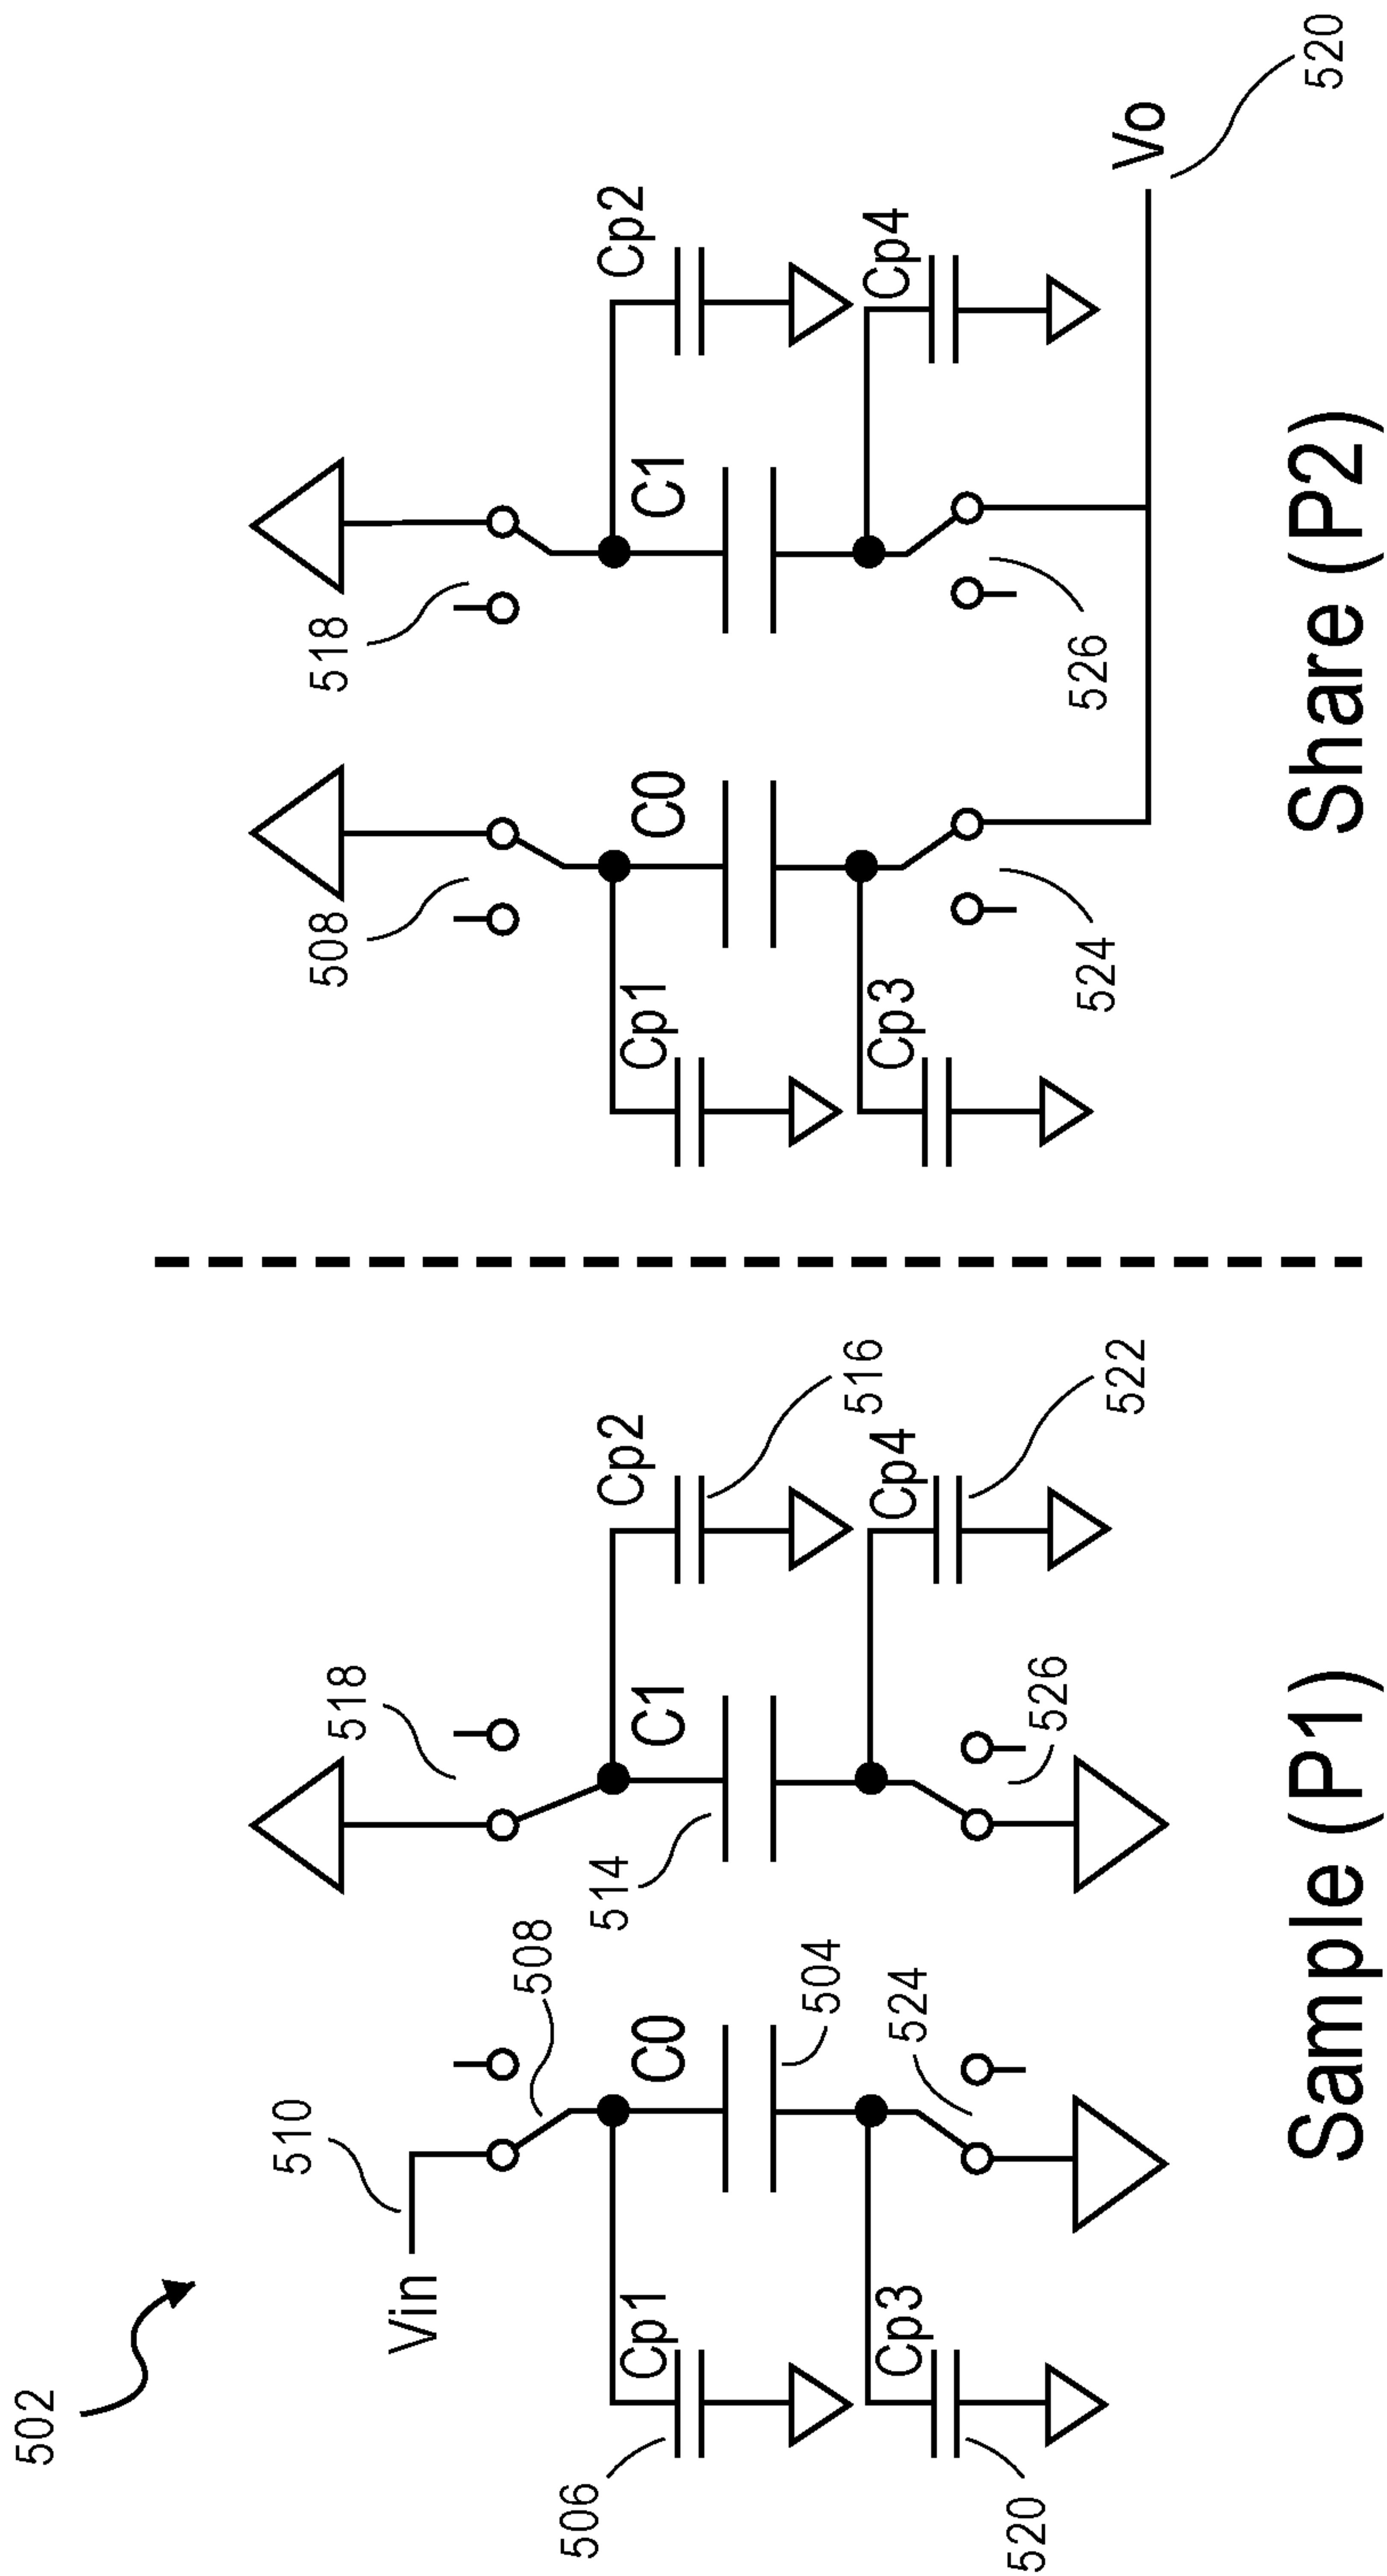 502
Vin
510
508
518
Cp1
506
C0
504
514
C1
Cp2
516
Cp3
520
524
526
Cp4
522
Sample (P1)
508
518
Cp1
C0
C1
Cp2
Cp3
524
526
Cp4
Vo
520
Share (P2)